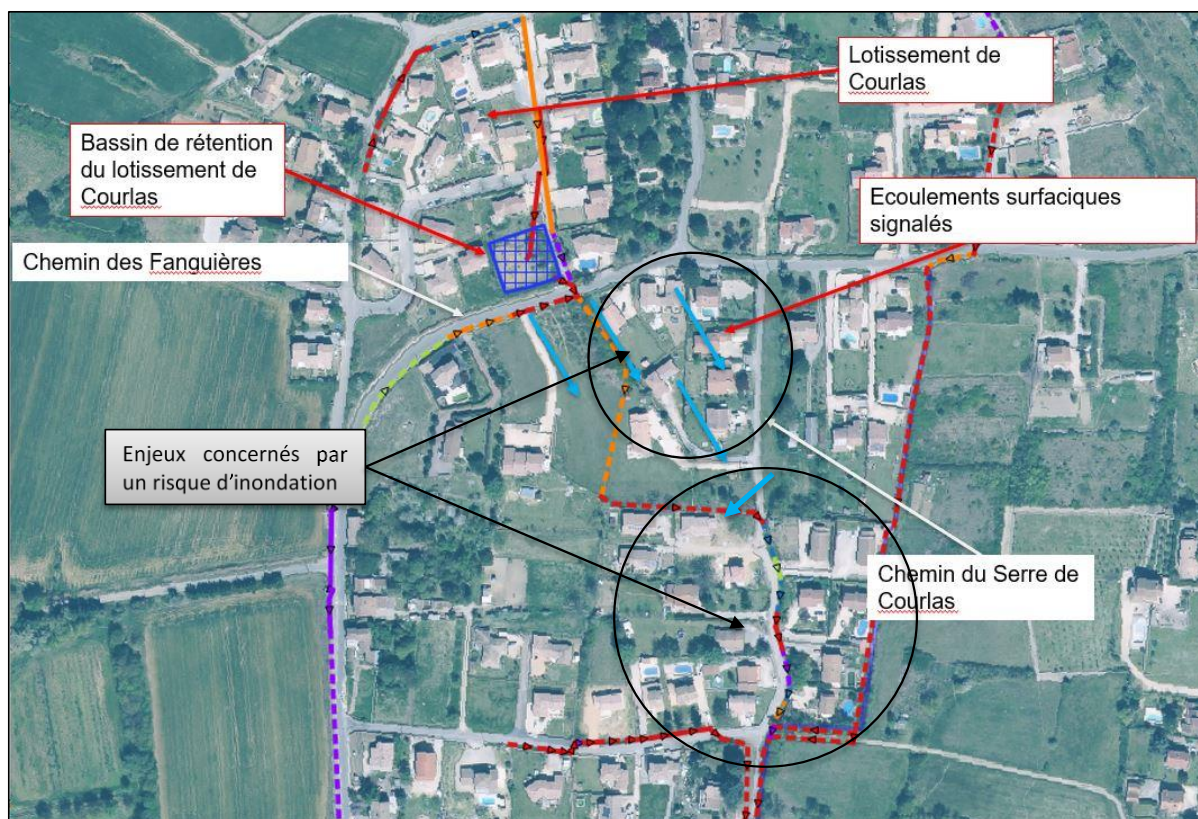 Lotissement de
Courlas
Bassin de rétention
du lotissement de
Courlas
Ecoulements surfaciques
signalés
Chemin des Fanguières
Enjeux concernés par
un risque d’inondation
Chemin du Serre de
Courlas